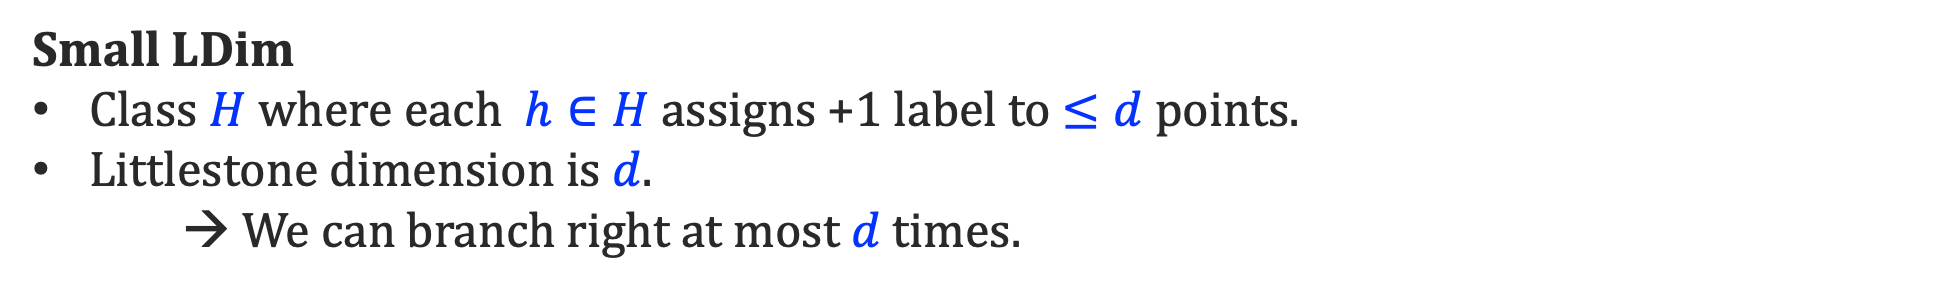 Small LDim
• Class H where each h ∈ H assigns +1 label to ≤ d points.
• Littlestone dimension is d.
→ We can branch right at most d times.